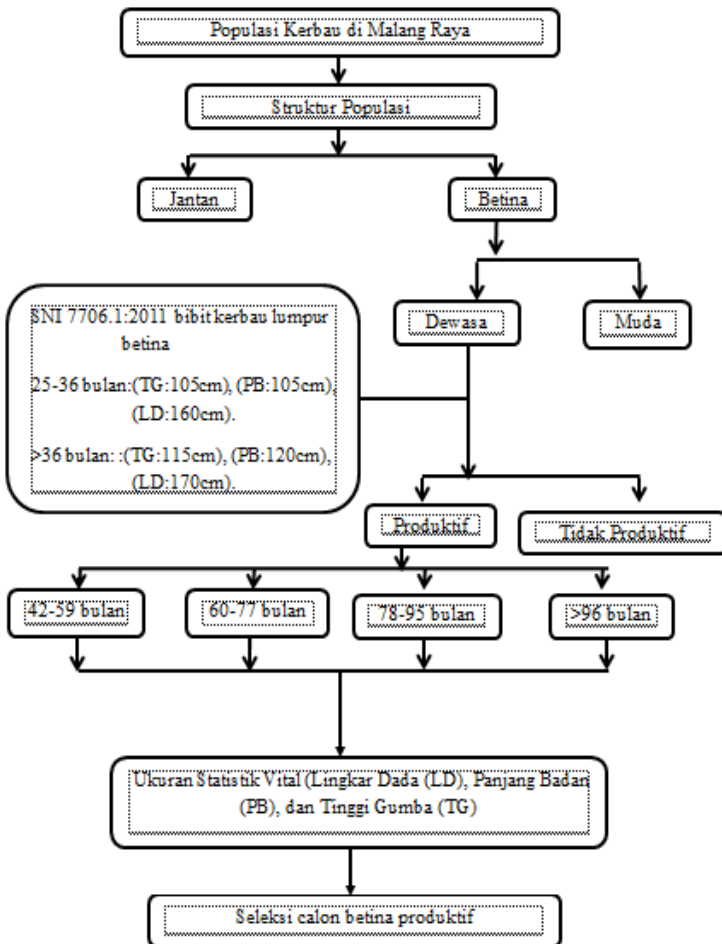 Populasi Kerbau di Malang Raya
Struktur Populasi
Jantan
Betina
SNI 7706.1:2011 bibit kerbau lumpur
betina
25-36 bulan:(TG:105cm), (PB:105cm),
(LD:160cm).
>36 bulan: :(TG:115cm), (PB:120cm),
(LD:170cm).
Dewasa
Muda
Produktif
Tidak Produktif
42-59 bulan
60-77 bulan
78-95 bulan
>96 bulan
Ukuran Statistik Vital (Lingkar Dada (LD), Panjang Badan
(PB), dan Tinggi Gumba (TG)
Seleksi calon betina produktif